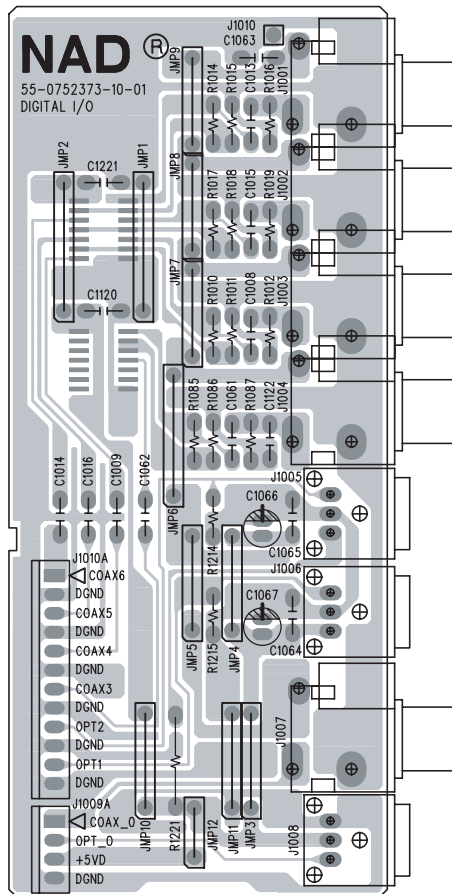 NAD ®
55-0752373-10-01
DIGITAL I/O
J1010
C1063
JMP9
R1014
R1015
C1013
R1016
J1001
JMP2
C1221
JMP1
JMP8
R1017
R1018
C1015
R1019
J1002
JMP7
C1120
R1010
R1011
C1008
R1012
J1003
R1085
R1086
C1061
R1087
C1122
J1004
JMP6
C1014
C1016
C1009
C1062
J1005
C1066
C1065
R1214
J1006
C1067
C1064
R1215
JMP5
JMP4
J1010A
COAX6
DGND
COAX5
DGND
COAX4
DGND
COAX3
DGND
OPT2
DGND
OPT1
DGND
J1007
J1009A
COAX_O
OPT_O
+5VD
DGND
JMP10
R1221
JMP12
JMP11
JMP3
J1008